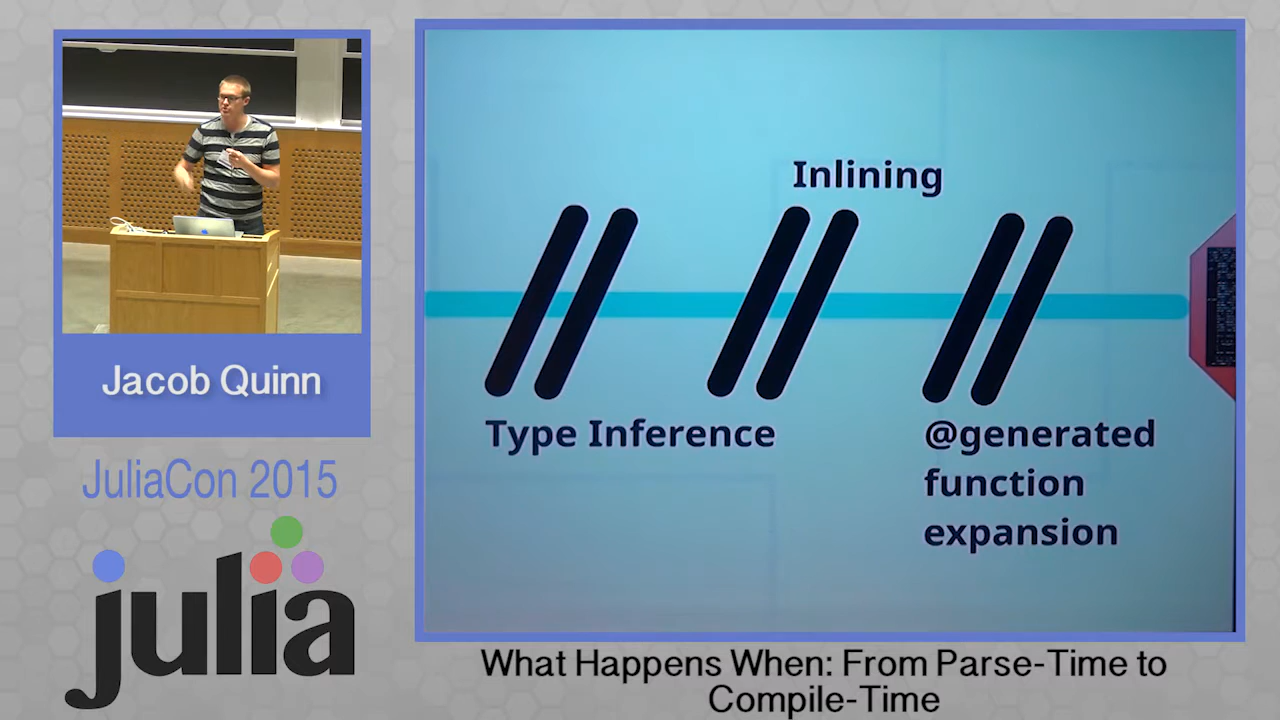 Jacob Quinn
JuliaCon 2015
julia
Inlining
Type Inference
@generated
function
expansion
What Happens When: From Parse-Time to
Compile-Time